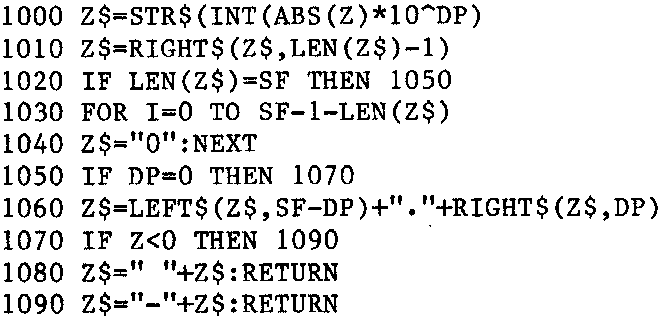 1000 Z$=STR$(INT(ABS(Z)*10^DP)
1010 Z$=RIGHT$(Z$,LEN(Z$)-1)
1020 IF LEN(Z$)=SF THEN 1050
1030 FOR I=0 TO SF-1-LEN(Z$)
1040 Z$="0":NEXT
1050 IF DP=0 THEN 1070
1060 Z$=LEFT$(Z$,SF-DP)+"."+RIGHT$(Z$,DP)
1070 IF Z<0 THEN 1090
1080 Z$=" "+Z$:RETURN
1090 Z$="-"+Z$:RETURN